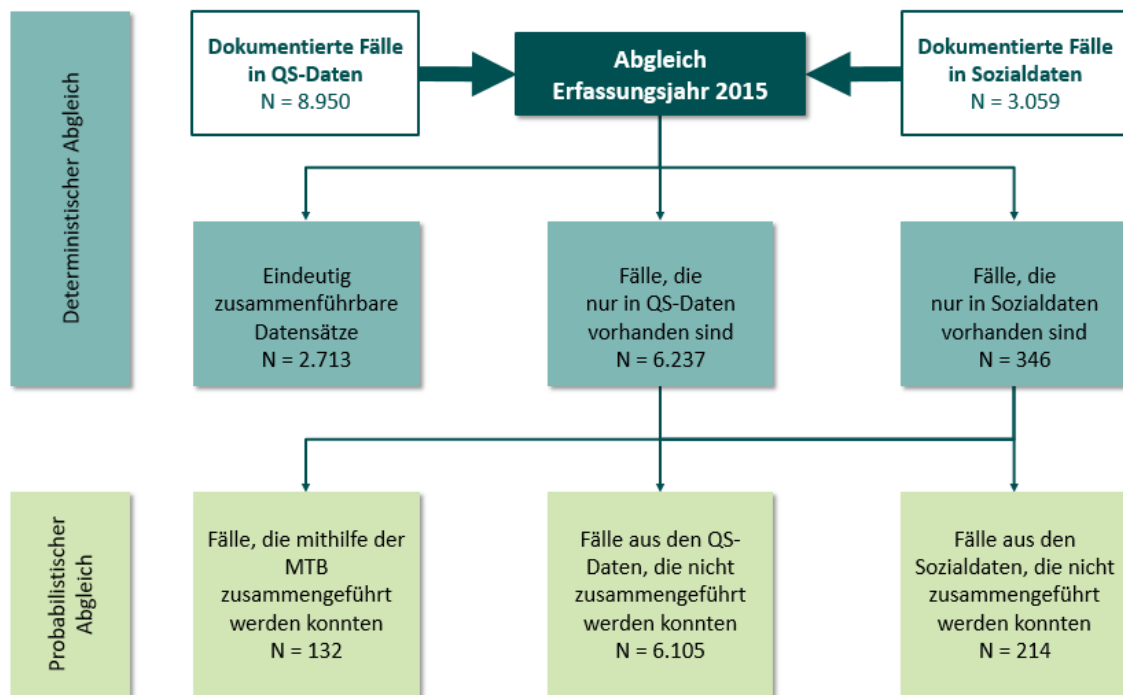 Deterministischer Abgleich
Dokumentierte Fälle
in QS-Daten
N = 8.950
Abgleich
Erfassungsjahr 2015
Dokumentierte Fälle
in Sozialdaten
N = 3.059
Eindeutig
zusammenführbare
Datensätze
N = 2.713
Fälle, die
nur in QS-Daten
vorhanden sind
N = 6.237
Fälle, die
nur in Sozialdaten
vorhanden sind
N = 346
Probabilistischer
Abgleich
Fälle, die mithilfe der
MTB
zusammengeführt
werden konnten
N = 132
Fälle aus den QS-
Daten, die nicht
zusammengeführt
werden konnten
N = 6.105
Fälle aus den
Sozialdaten, die nicht
zusammengeführt
werden konnten
N = 214